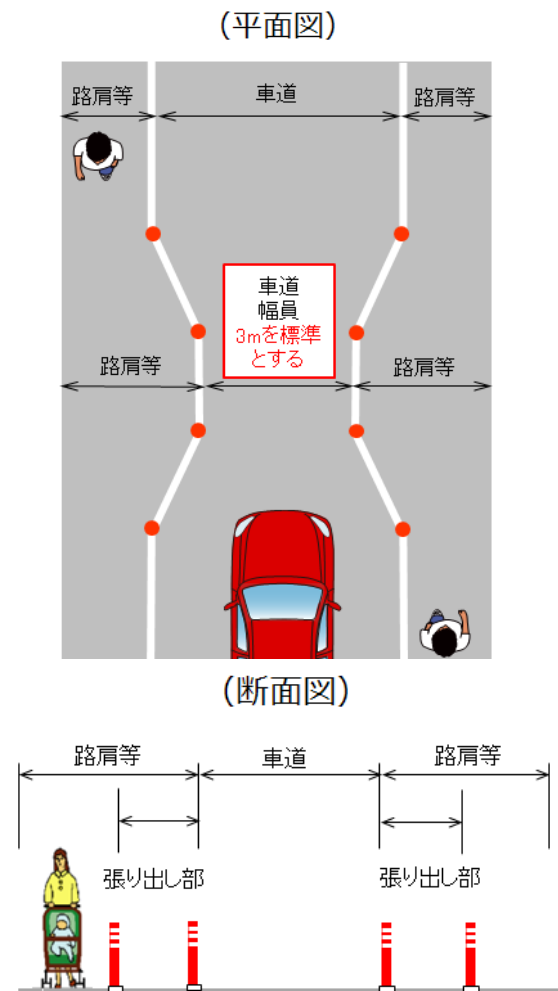 (平面図)
路肩等
車道
路肩等
車道
幅員
3mを標準
とする
路肩等
路肩等
(断面図)
路肩等
車道
路肩等
張り出し部
張り出し部